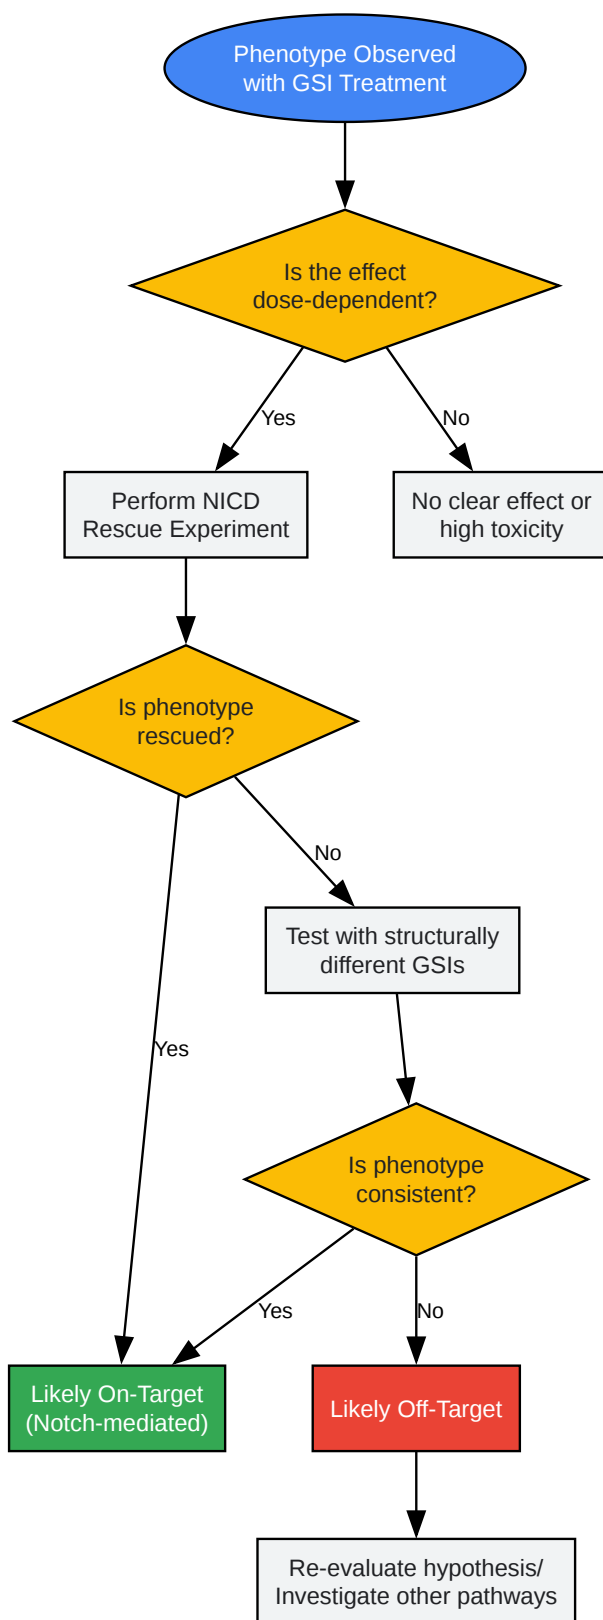 Phenotype Observed
with GSI Treatment
Is the effect
dose-dependent?
Yes
No
Perform NICD
Rescue Experiment
No clear effect or
high toxicity
Is phenotype
rescued?
No
Test with structurally
different GSIs
Yes
Is phenotype
consistent?
Yes
No
Likely On-Target
(Notch-mediated)
Likely Off-Target
Re-evaluate hypothesis/
Investigate other pathways